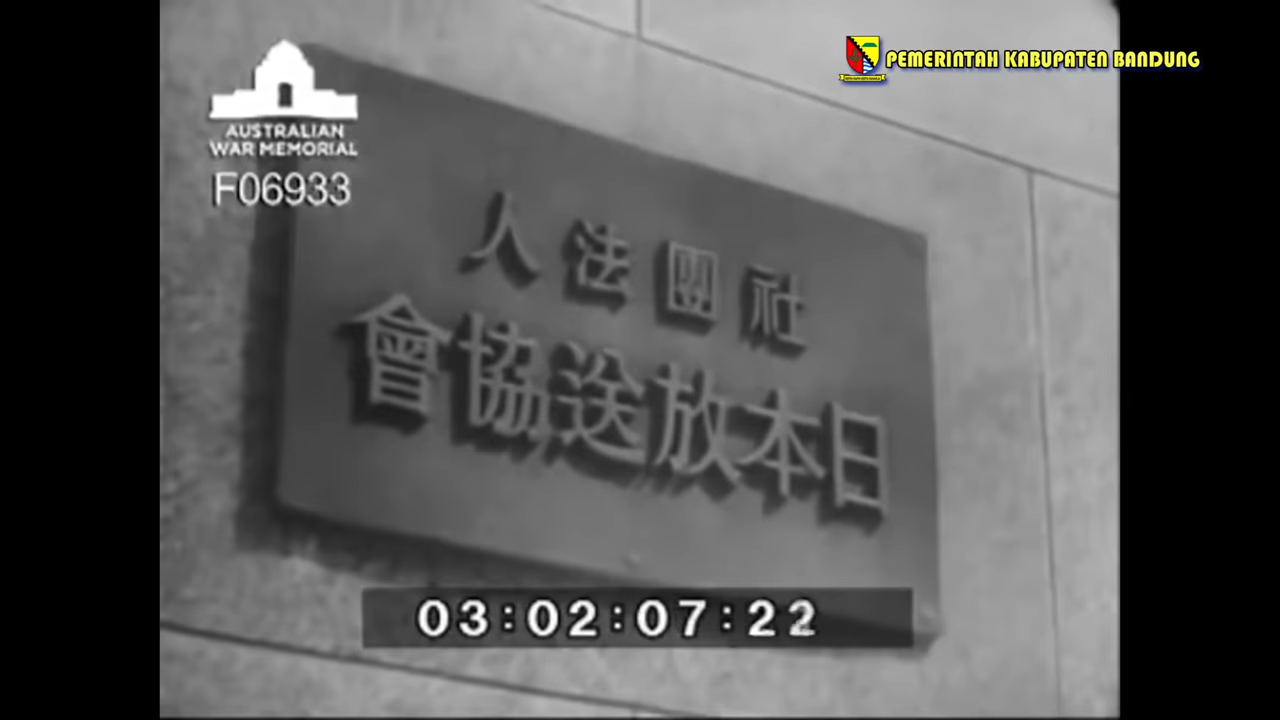 AUSTRALIAN
WAR MEMORIAL
F06933
PEMERINTAH KABUPATEN BANDUNG
社團法人
日本放送協會
03:02:07:22